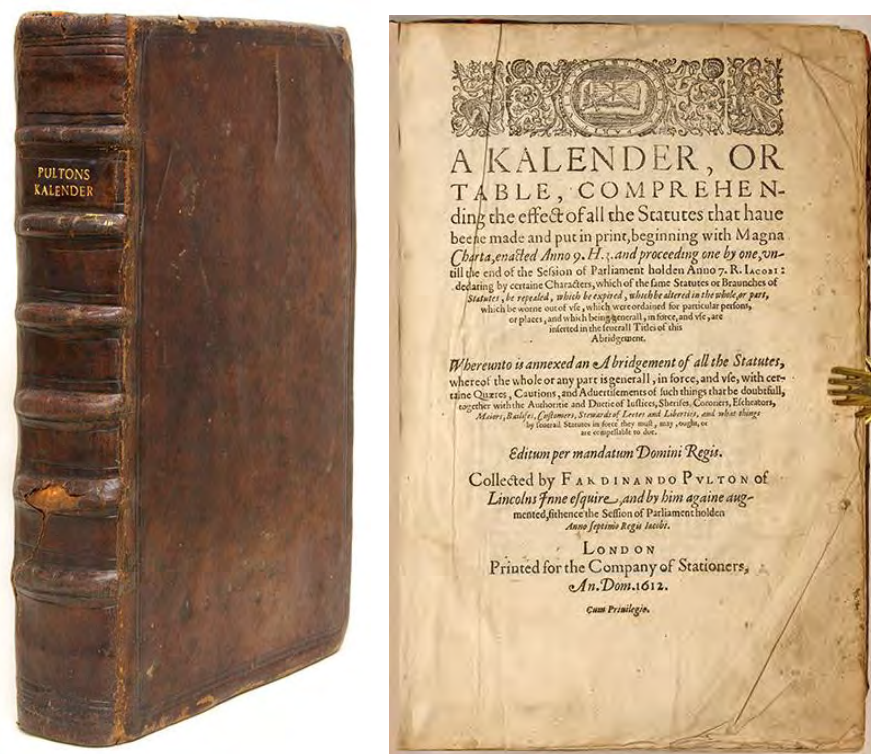 PULTONS
KALENDER
A KALENDER, OR
TABLE, COMPREHEN-
ding the effect of all the Statutes that haue
beene made and put in print, beginning with Magna
Charta, enacted Anno 9. H. 3. and proceeding one by one, vn-
till the end of the Session of Parliament holden Anno 7. R. IACOBI:
declaring by certaine Characters, which of the same Statutes or Braunches of
Statutes, be repealed, which be expired, which be altered in the whole, or part,
which be worne out of vse, which were ordained for particular persons,
or places, and which being generall, in force, and vse, are
inserted in the seuerall Titles of this
Abridgement.
Whereunto is annexed an Abridgement of all the Statutes,
whereof the whole or any part is generall, in force, and vse, with cer-
taine Quæres, Cautions, and Aduertisements of such things that be doubtfull,
together with the Authoritie and Dutie of Iustices, Sherifes, Coroners, Escheators,
Maiors, Bailifes, Customers, Stewards of Leetes and Liberties, and what things
by seuerall Statutes in force they must, may, ought, or
are compellable to doe.
Editum per mandatum Domini Regis.
Collected by FARDINANDO PVLTON of
Lincolns Inne esquire, and by him againe aug-
mented, sithence the Session of Parliament holden
Anno septimo Regis Iacobi.
LONDON
Printed for the Company of Stationers,
An. Dom. 1612.
Cum Priuilegio.